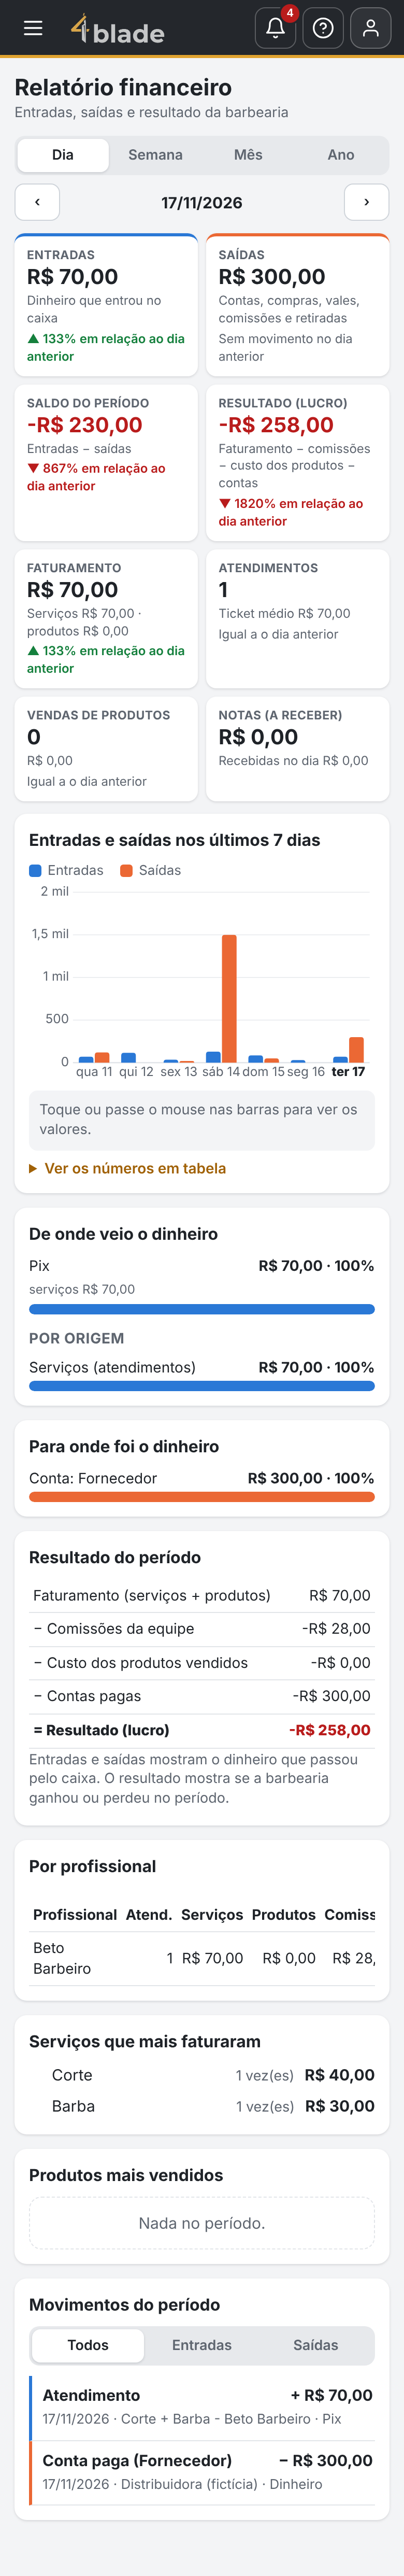 4blade
4
Relatório financeiro
Entradas, saídas e resultado da barbearia
Dia Semana Mês Ano
‹ 17/11/2026 ›
ENTRADAS
R$ 70,00
Dinheiro que entrou no
caixa
▲ 133% em relação ao dia
anterior
SAÍDAS
R$ 300,00
Contas, compras, vales,
comissões e retiradas
Sem movimento no dia
anterior
SALDO DO PERÍODO
-R$ 230,00
Entradas − saídas
▼ 867% em relação ao
dia anterior
RESULTADO (LUCRO)
-R$ 258,00
Faturamento − comissões
− custo dos produtos −
contas
▼ 1820% em relação ao
dia anterior
FATURAMENTO
R$ 70,00
Serviços R$ 70,00 ·
produtos R$ 0,00
▲ 133% em relação ao dia
anterior
ATENDIMENTOS
1
Ticket médio R$ 70,00
Igual a o dia anterior
VENDAS DE PRODUTOS
0
R$ 0,00
Igual a o dia anterior
NOTAS (A RECEBER)
R$ 0,00
Recebidas no dia R$ 0,00
Entradas e saídas nos últimos 7 dias
Entradas Saídas
2 mil
1,5 mil
1 mil
500
0
qua 11 qui 12 sex 13 sáb 14 dom 15 seg 16 ter 17
Toque ou passe o mouse nas barras para ver os
valores.
▶ Ver os números em tabela
De onde veio o dinheiro
Pix R$ 70,00 · 100%
serviços R$ 70,00
POR ORIGEM
Serviços (atendimentos) R$ 70,00 · 100%
Para onde foi o dinheiro
Conta: Fornecedor R$ 300,00 · 100%
Resultado do período
Faturamento (serviços + produtos) R$ 70,00
− Comissões da equipe -R$ 28,00
− Custo dos produtos vendidos -R$ 0,00
− Contas pagas -R$ 300,00
= Resultado (lucro) -R$ 258,00
Entradas e saídas mostram o dinheiro que passou
pelo caixa. O resultado mostra se a barbearia
ganhou ou perdeu no período.
Por profissional
Profissional Atend. Serviços Produtos Comiss
Beto
Barbeiro 1 R$ 70,00 R$ 0,00 R$ 28,
Serviços que mais faturaram
Corte 1 vez(es) R$ 40,00
Barba 1 vez(es) R$ 30,00
Produtos mais vendidos
Nada no período.
Movimentos do período
Todos Entradas Saídas
Atendimento + R$ 70,00
17/11/2026 · Corte + Barba - Beto Barbeiro · Pix
Conta paga (Fornecedor) − R$ 300,00
17/11/2026 · Distribuidora (fictícia) · Dinheiro